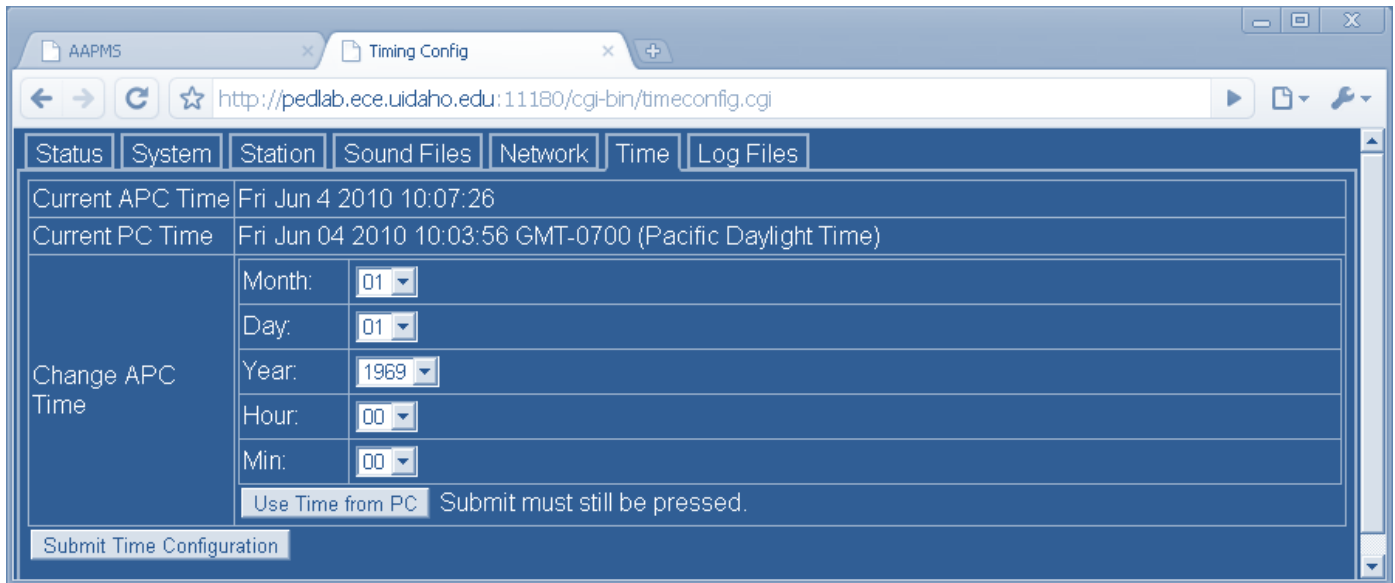 AAPMS
Timing Config
http://pedlab.ece.uidaho.edu:11180/cgi-bin/timeconfig.cgi
Status System Station Sound Files Network Time Log Files
Current APC Time Fri Jun 4 2010 10:07:26
Current PC Time Fri Jun 04 2010 10:03:56 GMT-0700 (Pacific Daylight Time)
Change APC Time
Month: 01
Day: 01
Year: 1969
Hour: 00
Min: 00
Use Time from PC Submit must still be pressed.
Submit Time Configuration